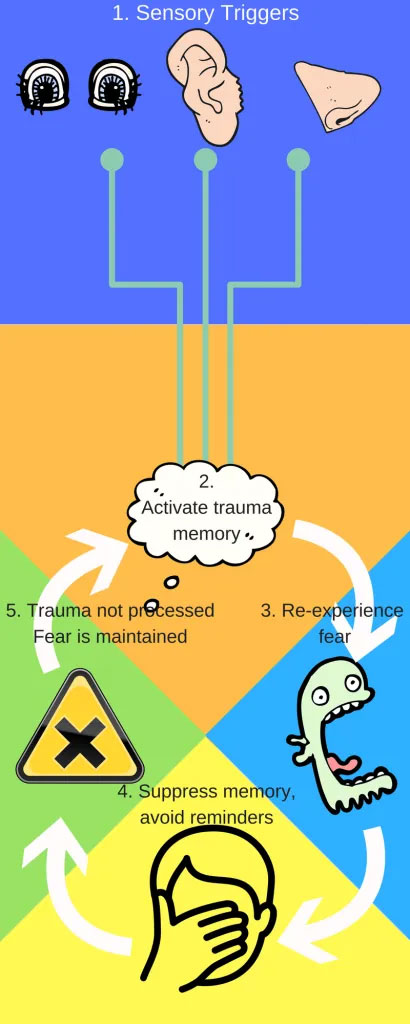 1. Sensory Triggers
2.
Activate trauma
memory
3. Re-experience
fear
4. Suppress memory,
avoid reminders
5. Trauma not processed
Fear is maintained